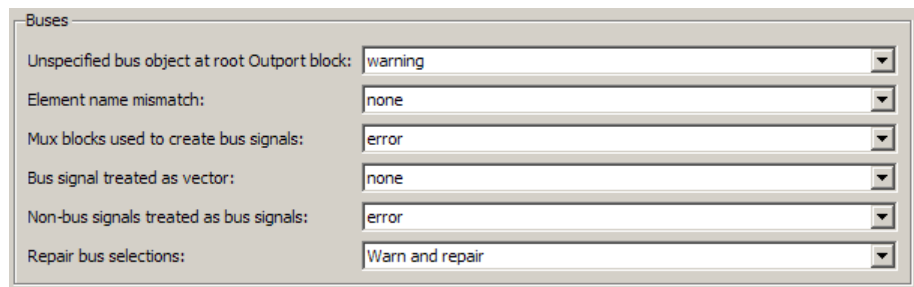 Buses
Unspecified bus object at root Outport block: warning
Element name mismatch: none
Mux blocks used to create bus signals: error
Bus signal treated as vector: none
Non-bus signals treated as bus signals: error
Repair bus selections: Warn and repair